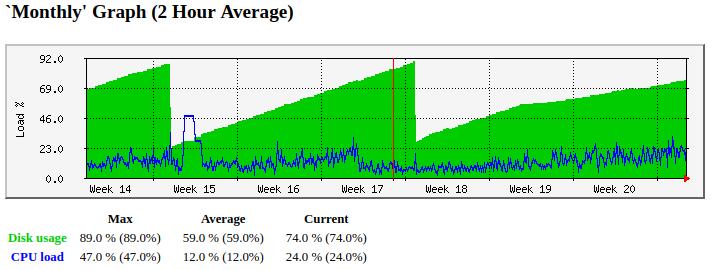 `Monthly' Graph (2 Hour Average)
92.0
69.0
46.0
23.0
0.0
Load %
Week 14 Week 15 Week 16 Week 17 Week 18 Week 19 Week 20
Max Average Current
Disk usage 89.0 % (89.0%) 59.0 % (59.0%) 74.0 % (74.0%)
CPU load 47.0 % (47.0%) 12.0 % (12.0%) 24.0 % (24.0%)